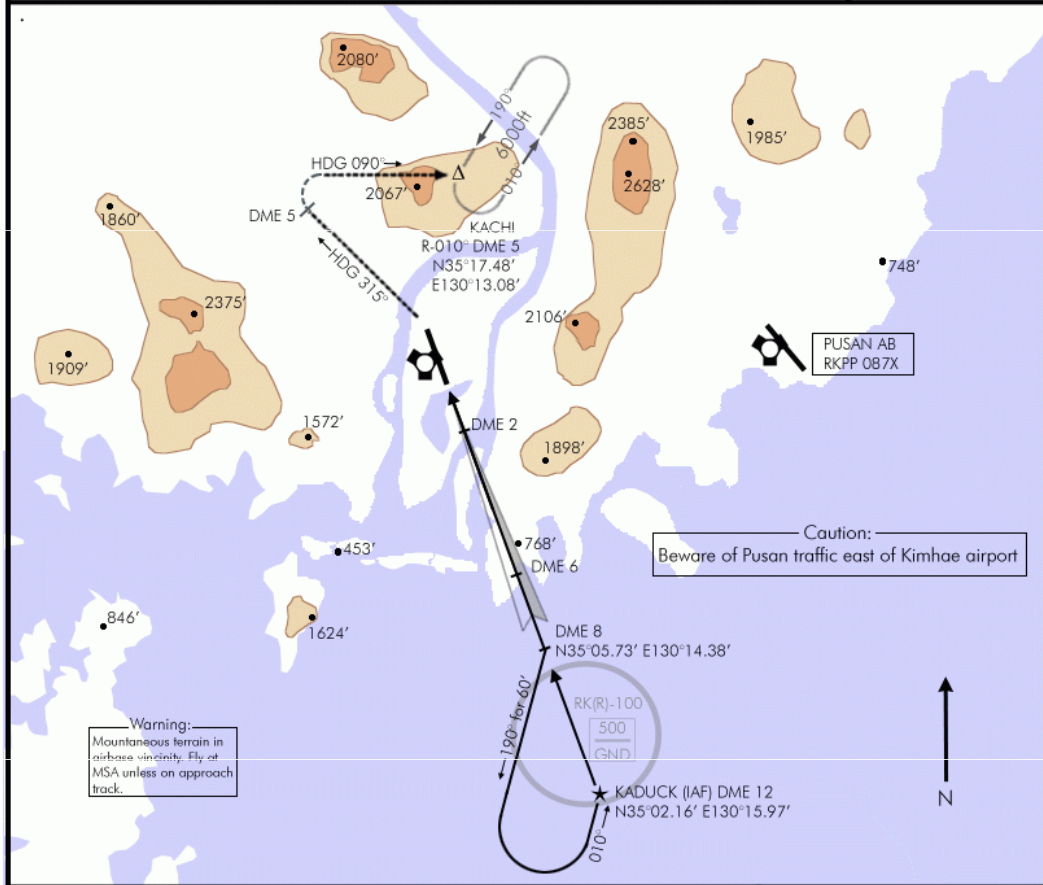 2080'
190°
6000ft
010°
2385'
1985'
HDG 090°→
Δ
2628'
2067'
1860'
DME 5
KACHI
R-010° DME 5
N35°17.48'
E130°13.08'
←HDG 315°
748'
2375'
2106'
1909'
PUSAN AB
RKPP 087X
DME 2
1572'
1898'
768'
453'
DME 6
Caution:
Beware of Pusan traffic east of Kimhae airport
846'
1624'
DME 8
N35°05.73' E130°14.38'
←190° for 60'
RK(R)-100
500
GND
Warning:
Mountaneous terrain in
airbase vincinity. Fly at
MSA unless on approach
track.
KADUCK (IAF) DME 12
N35°02.16' E130°15.97'
010°→
N